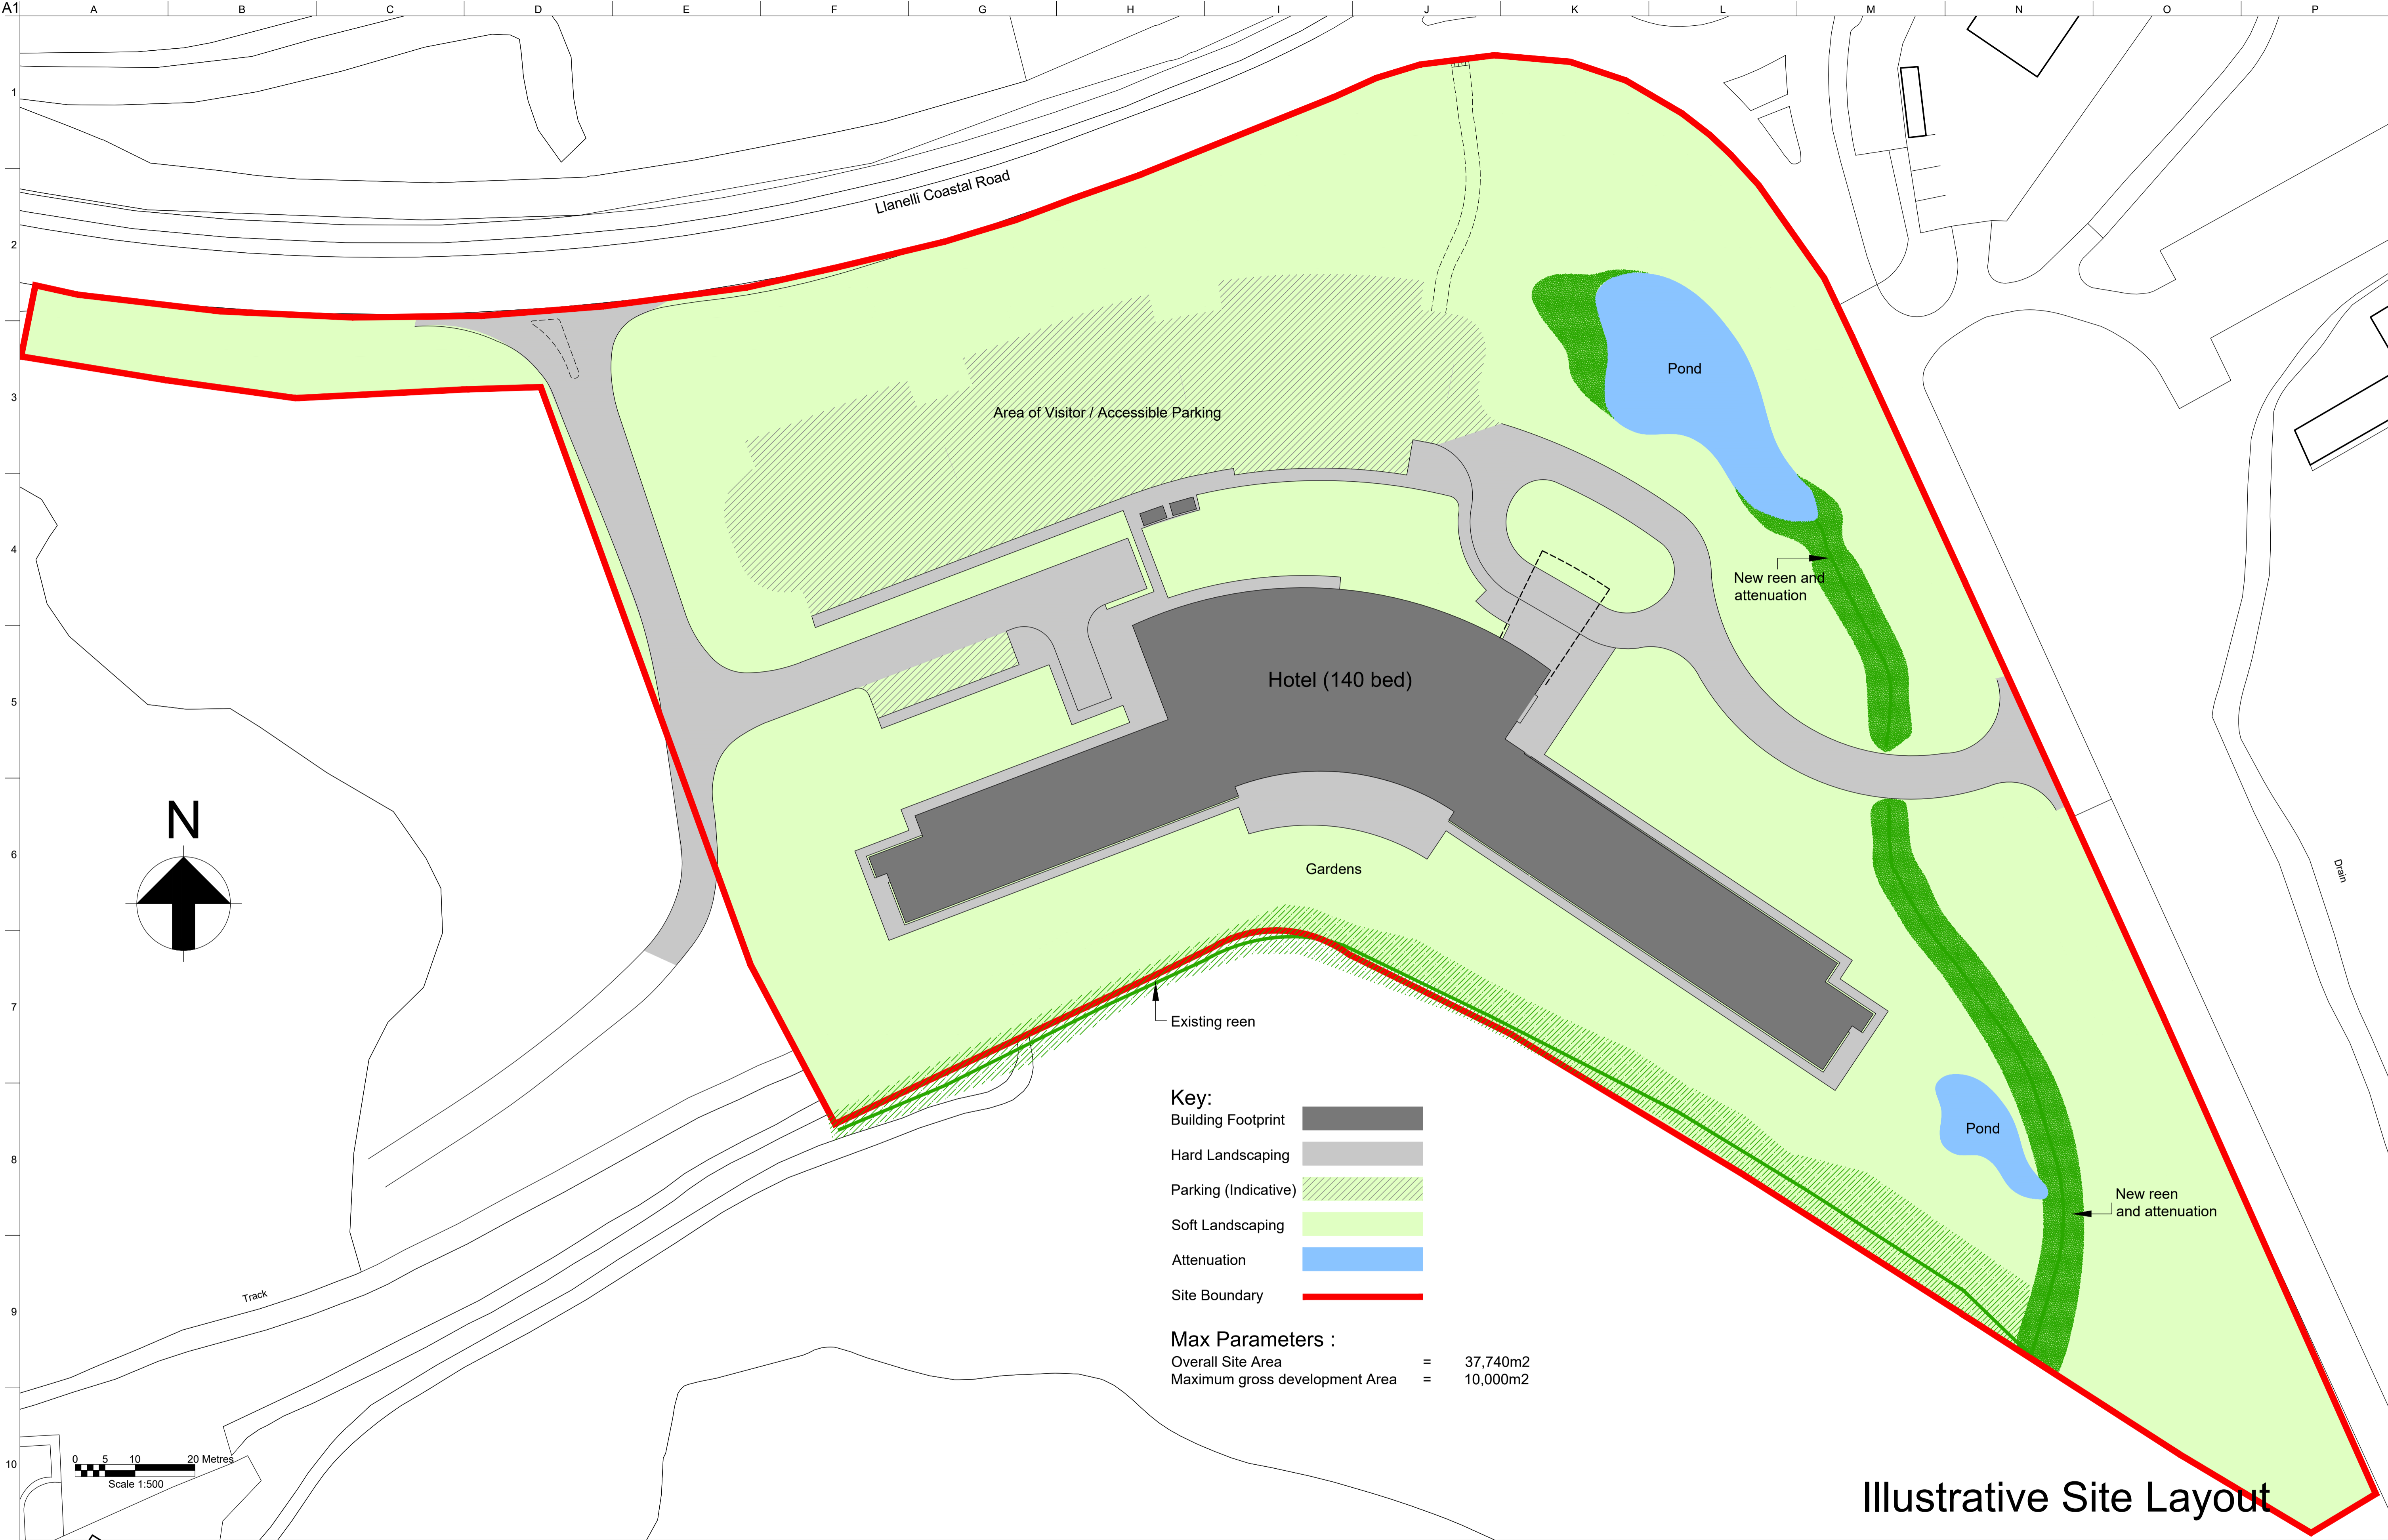 A1 A B C D E F G H I J K L M N O P
1
2
3
4
5
6
7
8
9
10
Llanelli Coastal Road
Pond
Area of Visitor / Accessible Parking
New reen and
attenuation
Hotel (140 bed)
N
Gardens
Drain
Existing reen
Key:
Building Footprint
Hard Landscaping
Parking (Indicative)
Soft Landscaping
Attenuation
Site Boundary
Pond
New reen
and attenuation
Track
Max Parameters :
Overall Site Area = 37,740m2
Maximum gross development Area = 10,000m2
0 5 10 20 Metres
Scale 1:500
Illustrative Site Layout